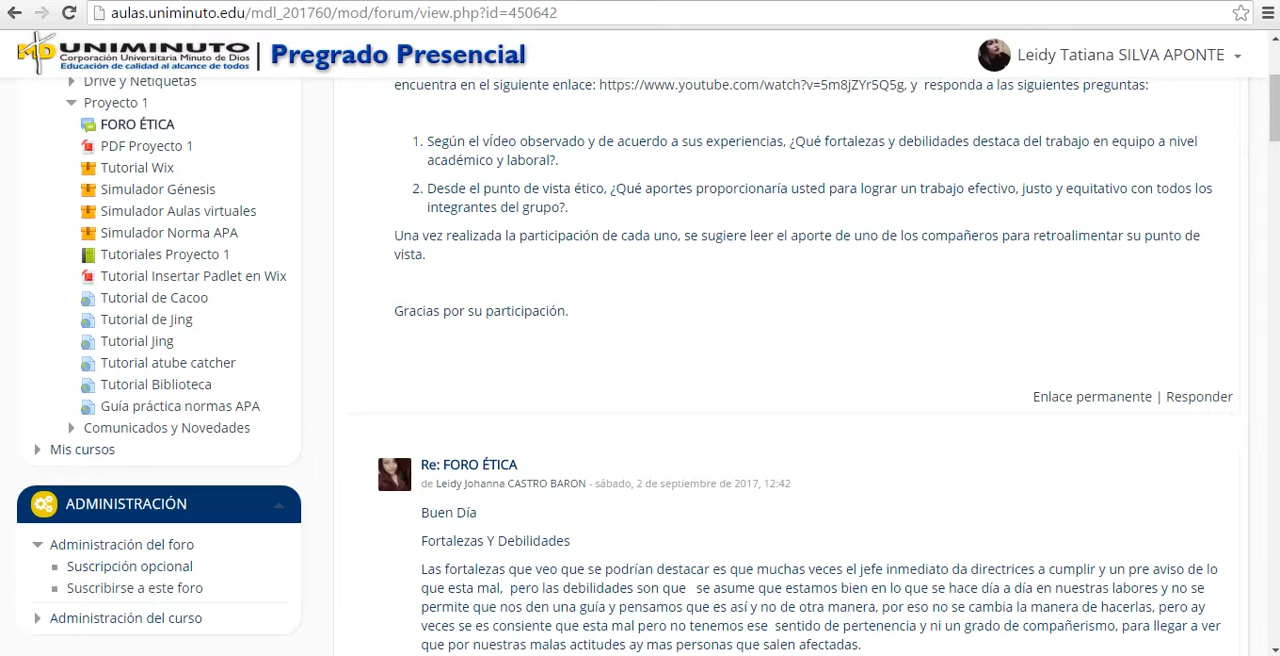 aulas.uniminuto.edu/mdl_201760/mod/forum/view.php?id=450642
UNIMINUTO
Corporación Universitaria Minuto de Dios
Educación de calidad al alcance de todos
Pregrado Presencial
Leidy Tatiana SILVA APONTE
Drive y Netiquetas
Proyecto 1
FORO ÉTICA
PDF Proyecto 1
Tutorial Wix
Simulador Génesis
Simulador Aulas virtuales
Simulador Norma APA
Tutoriales Proyecto 1
Tutorial Insertar Padlet en Wix
Tutorial de Cacoo
Tutorial de Jing
Tutorial Jing
Tutorial atube catcher
Tutorial Biblioteca
Guía práctica normas APA
Comunicados y Novedades
Mis cursos
ADMINISTRACIÓN
Administración del foro
Suscripción opcional
Suscribirse a este foro
Administración del curso
encuentra en el siguiente enlace: https://www.youtube.com/watch?v=5m8jZYr5Q5g, y responda a las siguientes preguntas:
1. Según el vÍdeo observado y de acuerdo a sus experiencias, ¿Qué fortalezas y debilidades destaca del trabajo en equipo a nivel
académico y laboral?.
2. Desde el punto de vista ético, ¿Qué aportes proporcionaría usted para lograr un trabajo efectivo, justo y equitativo con todos los
integrantes del grupo?.
Una vez realizada la participación de cada uno, se sugiere leer el aporte de uno de los compañeros para retroalimentar su punto de
vista.
Gracias por su participación.
Enlace permanente | Responder
Re: FORO ÉTICA
de Leidy Johanna CASTRO BARON - sábado, 2 de septiembre de 2017, 12:42
Buen Día
Fortalezas Y Debilidades
Las fortalezas que veo que se podrían destacar es que muchas veces el jefe inmediato da directrices a cumplir y un pre aviso de lo
que esta mal, pero las debilidades son que se asume que estamos bien en lo que se hace día a día en nuestras labores y no se
permite que nos den una guía y pensamos que es así y no de otra manera, por eso no se cambia la manera de hacerlas, pero ay
veces se es consiente que esta mal pero no tenemos ese sentido de pertenencia y ni un grado de compañerismo, para llegar a ver
que por nuestras malas actitudes ay mas personas que salen afectadas.